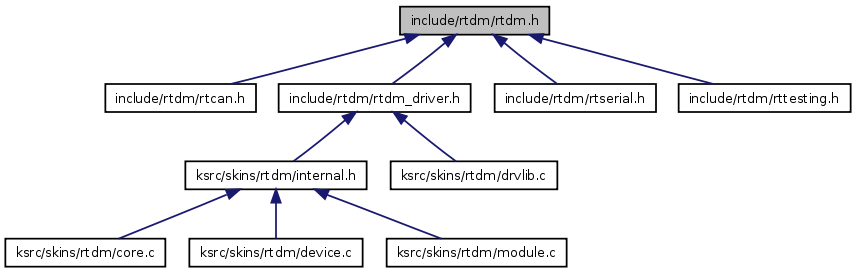 include/rtdm/rtdm.h
include/rtdm/rtcan.h
include/rtdm/rtdm_driver.h
include/rtdm/rtserial.h
include/rtdm/rttesting.h
ksrc/skins/rtdm/internal.h
ksrc/skins/rtdm/drvlib.c
ksrc/skins/rtdm/core.c
ksrc/skins/rtdm/device.c
ksrc/skins/rtdm/module.c